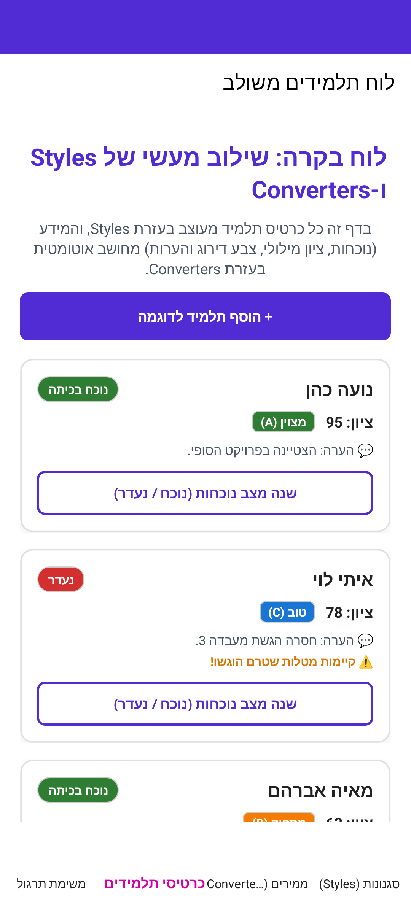 לוח תלמידים משולב
לוח בקרה: שילוב מעשי של Styles
ו-Converters
בדף זה כל כרטיס תלמיד מעוצב בעזרת Styles, והמידע
(נוכחות, ציון מילולי, צבע דירוג והערות) מחושב אוטומטית
בעזרת Converters.
+ הוסף תלמיד לדוגמה
נועה כהן
נוכח בכיתה
ציון: 95
מצוין (A)
💬 הערה: הצטיינה בפרויקט הסופי.
שנה מצב נוכחות (נוכח / נעדר)
איתי לוי
נעדר
ציון: 78
טוב (C)
💬 הערה: חסרה הגשת מעבדה 3.
⚠️ קיימות מטלות שטרם הוגשו!
שנה מצב נוכחות (נוכח / נעדר)
מאיה אברהם
נוכח בכיתה
סגנונות (Styles)
ממירים (Converte...
כרטיסי תלמידים
משימת תרגול